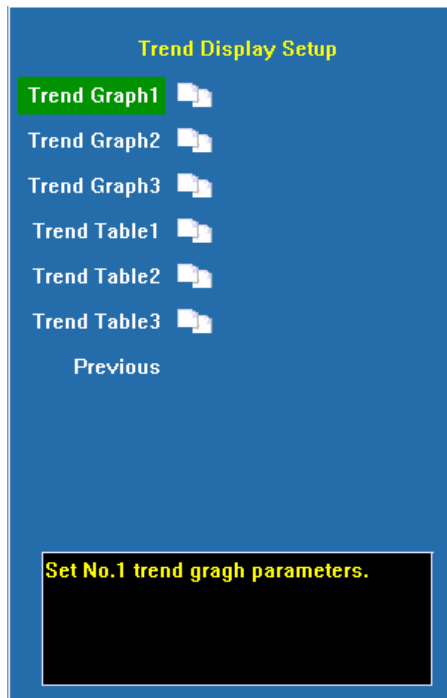 Trend Display Setup
Trend Graph1
Trend Graph2
Trend Graph3
Trend Table1
Trend Table2
Trend Table3
Previous
Set No.1 trend gragh parameters.